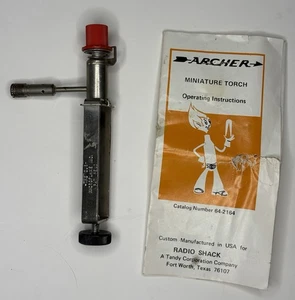 ARCHER
MINIATURE TORCH
Operating Instructions
Catalog Number 64-2184
Custom Manufactured in USA for
RADIO SHACK
A Tandy Corporation Company
Fort Worth, Texas 76107